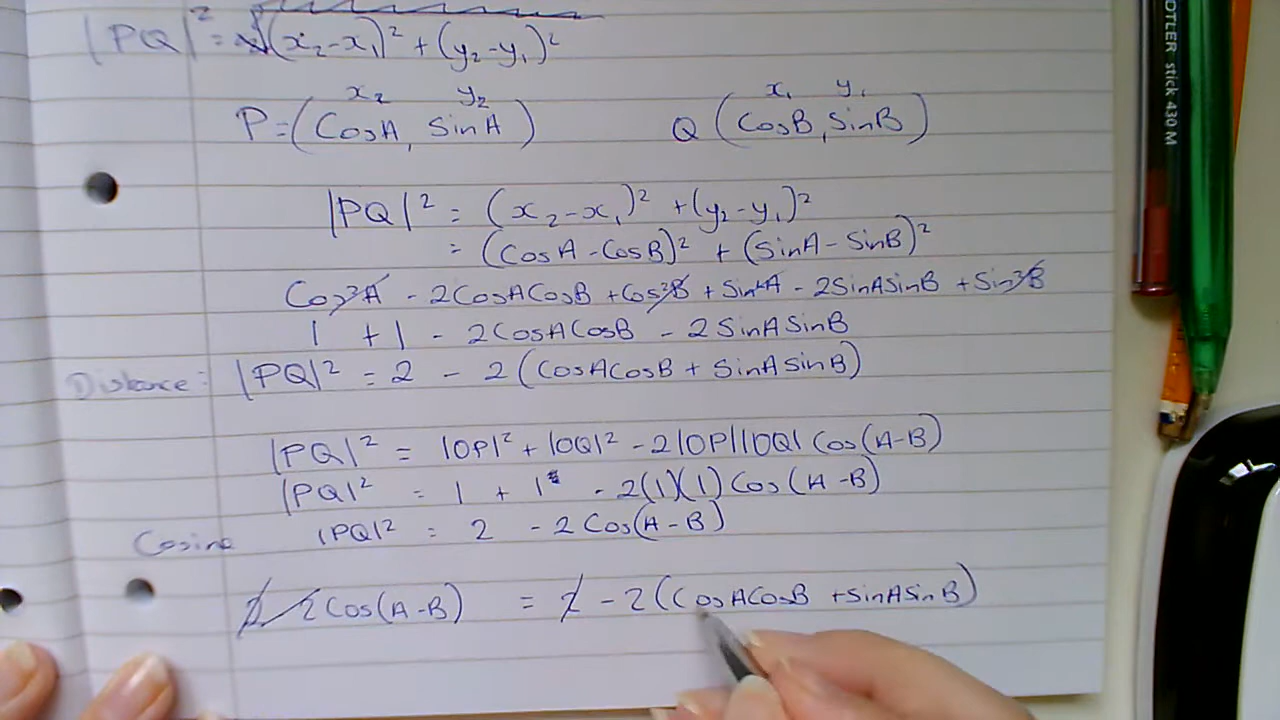 |PQ|² = √(x₂-x₁)² + (y₂-y₁)²
x₂ y₂ x₁ y₁
P = (CosA, SinA) Q (CosB, SinB)
|PQ|² = (x₂-x₁)² + (y₂-y₁)²
= (CosA - CosB)² + (SinA - SinB)²
Cos²A - 2CosACosB + Cos²B + Sin²A - 2SinASinB + Sin²B
1 + 1 - 2CosACosB - 2SinASinB
Distance: |PQ|² = 2 - 2(CosACosB + SinASinB)
|PQ|² = |OP|² + |OQ|² - 2|OP||OQ| Cos(A-B)
|PQ|² = 1 + 1 - 2(1)(1) Cos(A-B)
Cosine |PQ|² = 2 - 2Cos(A-B)
2 - 2Cos(A-B) = 2 - 2(CosACosB + sinASinB)
stick 430 M